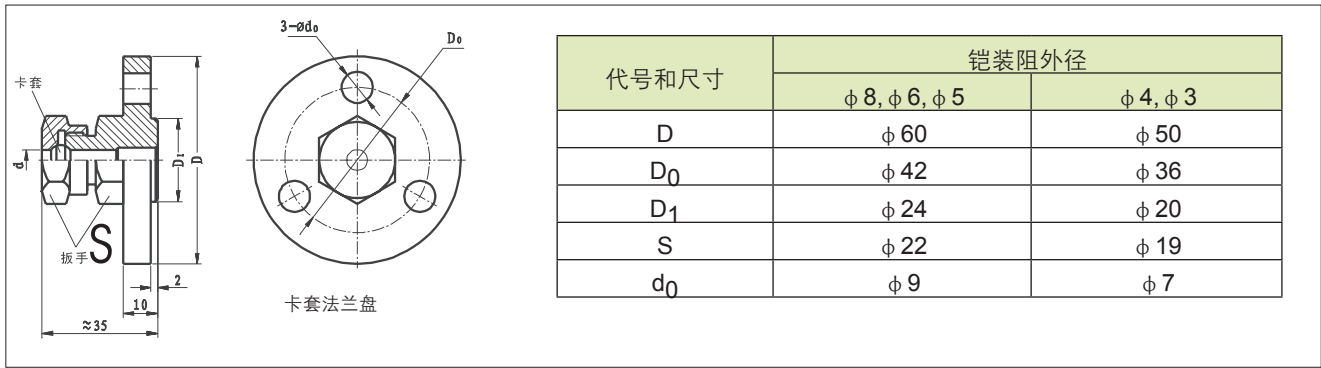 3-ød₀
D₀
卡套
d
D₁
D
扳手S
2
10
≈35
卡套法兰盘
代号和尺寸
铠装阻外径
φ8, φ6, φ5
φ4, φ3
D
φ60
φ50
D₀
φ42
φ36
D₁
φ24
φ20
S
φ22
φ19
d₀
φ9
φ7